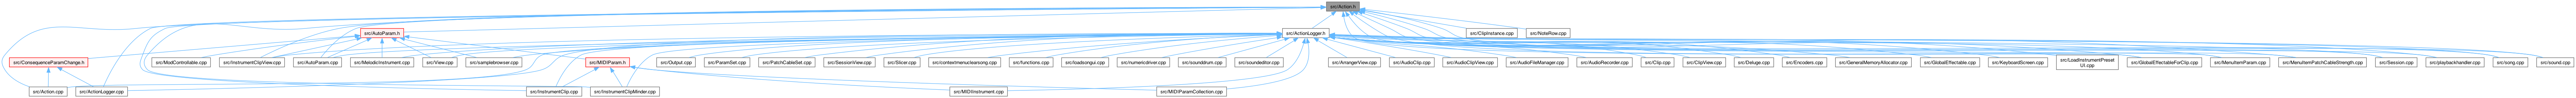 src/Action.h
src/AutoParam.h
src/ActionLogger.h
src/ClipInstance.cpp
src/NoteRow.cpp
src/ConsequenceParamChange.h
src/ModControllable.cpp
src/InstrumentClipView.cpp
src/AutoParam.cpp
src/MelodicInstrument.cpp
src/View.cpp
src/samplebrowser.cpp
src/MIDIParam.h
src/Output.cpp
src/ParamSet.cpp
src/PatchCableSet.cpp
src/SessionView.cpp
src/Slicer.cpp
src/contextmenuclearsong.cpp
src/functions.cpp
src/loadsongui.cpp
src/numericdriver.cpp
src/sounddrum.cpp
src/soundeditor.cpp
src/ArrangerView.cpp
src/AudioClip.cpp
src/AudioClipView.cpp
src/AudioFileManager.cpp
src/AudioRecorder.cpp
src/Clip.cpp
src/ClipView.cpp
src/Deluge.cpp
src/Encoders.cpp
src/GeneralMemoryAllocator.cpp
src/GlobalEffectable.cpp
src/KeyboardScreen.cpp
src/LoadInstrumentPreset
UI.cpp
src/GlobalEffectableForClip.cpp
src/MenuItemParam.cpp
src/MenuItemPatchCableStrength.cpp
src/Session.cpp
src/playbackhandler.cpp
src/song.cpp
src/sound.cpp
src/Action.cpp
src/ActionLogger.cpp
src/InstrumentClip.cpp
src/InstrumentClipMinder.cpp
src/MIDIInstrument.cpp
src/MIDIParamCollection.cpp